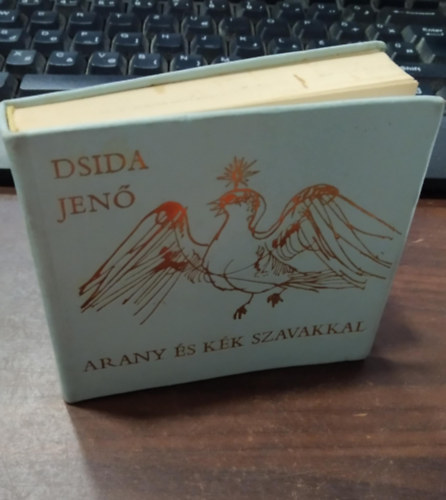 DSIDA
JENŐ
ARANY ÉS KÉK SZAVAKKAL